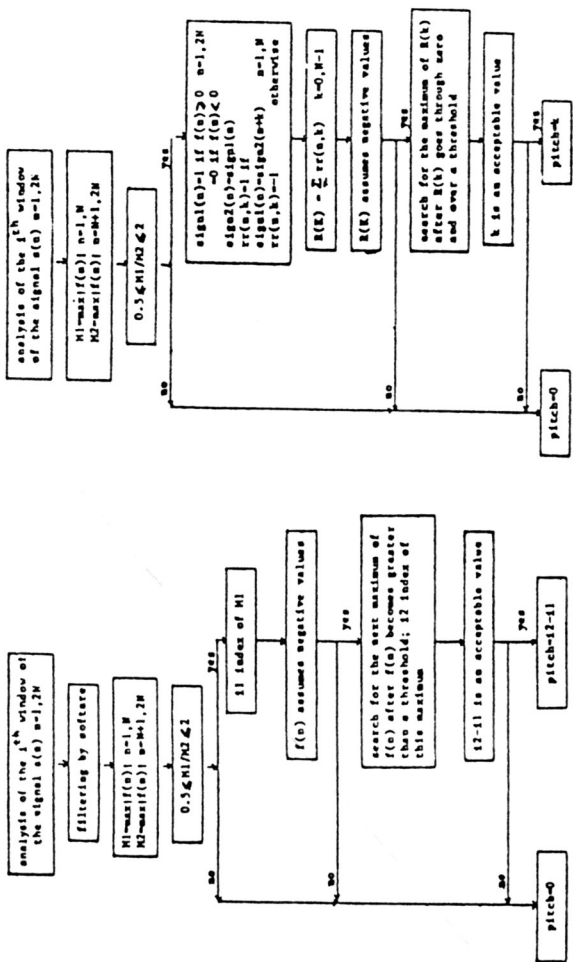 analysis of the i^th window of
the signal s(n) n=1,2N
filtering by softare
M1=max|f(n)| n=1,N
M2=max|f(n)| n=N+1,2N
0.5⩽M1/M2⩽2
no
yes
i1 index of M1
f(n) assumes negative values
no
yes
search for the next maximum of
f(n) after f(n) becomes greater
than a threshold; i2 index of
this maximum
i2-i1 is an acceptable value
no
yes
pitch=0
pitch=i2-i1
analysis of the i^th window
of the signal s(n) n=1,2N
M1=max|f(n)| n=1,N
M2=max|f(n)| n=N+1,2N
0.5⩽M1/M2⩽2
no
yes
sign1(n)=1 if f(n)⩾0 n=1,2N
=0 if f(n)<0
sign2(n)=sign1(n)
rr(n,k)=1 if
sign1(n)=sign2(n+k) n=1,N
rr(n,k)=-1 otherwise
R(K) = Σ rr(n,k) k=0,N-1
R(K) assumes negative values
no
yes
search for the maximum of R(k)
after R(k) goes through zero
and over a threshold
k is an acceptable value
no
yes
pitch=0
pitch=k